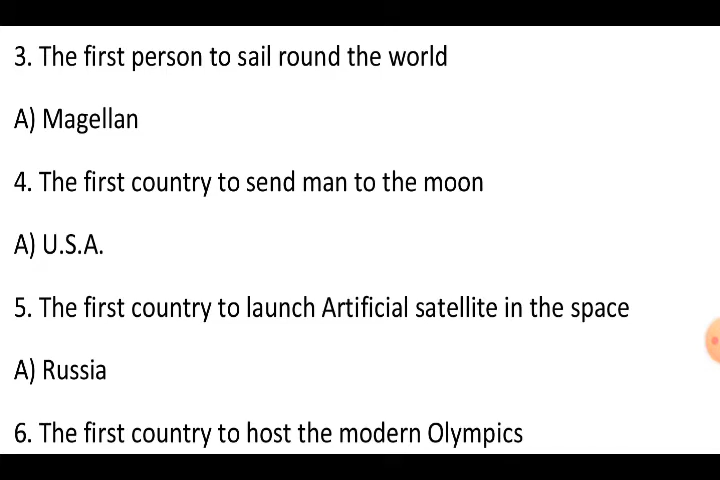 3. The first person to sail round the world
A) Magellan
4. The first country to send man to the moon
A) U.S.A.
5. The first country to launch Artificial satellite in the space
A) Russia
6. The first country to host the modern Olympics